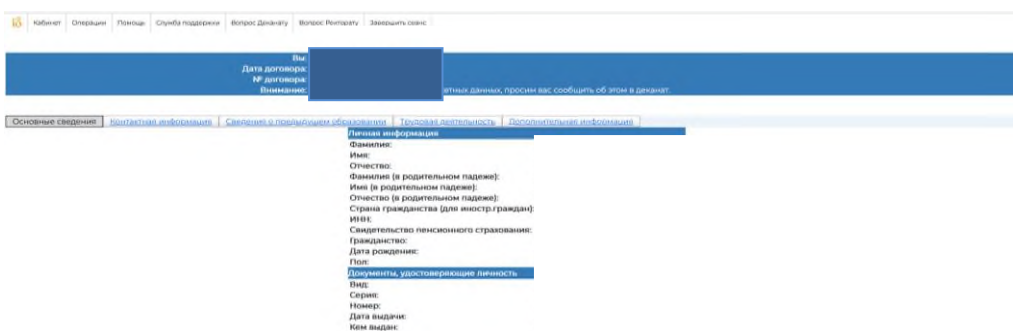 Кабинет Операции Помощь Служба поддержки Вопрос Деканату Вопрос Ректорату Завершить сеанс
Вы:
Дата договора:
№ договора:
Внимание: етных данных, просим вас сообщить об этом в деканат.
Основные сведения Контактная информация Сведения о предыдущем образовании Трудовая деятельность Дополнительная информация
Личная информация
Фамилия:
Имя:
Отчество:
Фамилия (в родительном падеже):
Имя (в родительном падеже):
Отчество (в родительном падеже):
Страна гражданства (для иностр.граждан):
ИНН:
Свидетельство пенсионного страхования:
Гражданство:
Дата рождения:
Пол:
Документы, удостоверяющие личность
Вид:
Серия:
Номер:
Дата выдачи:
Кем выдан: